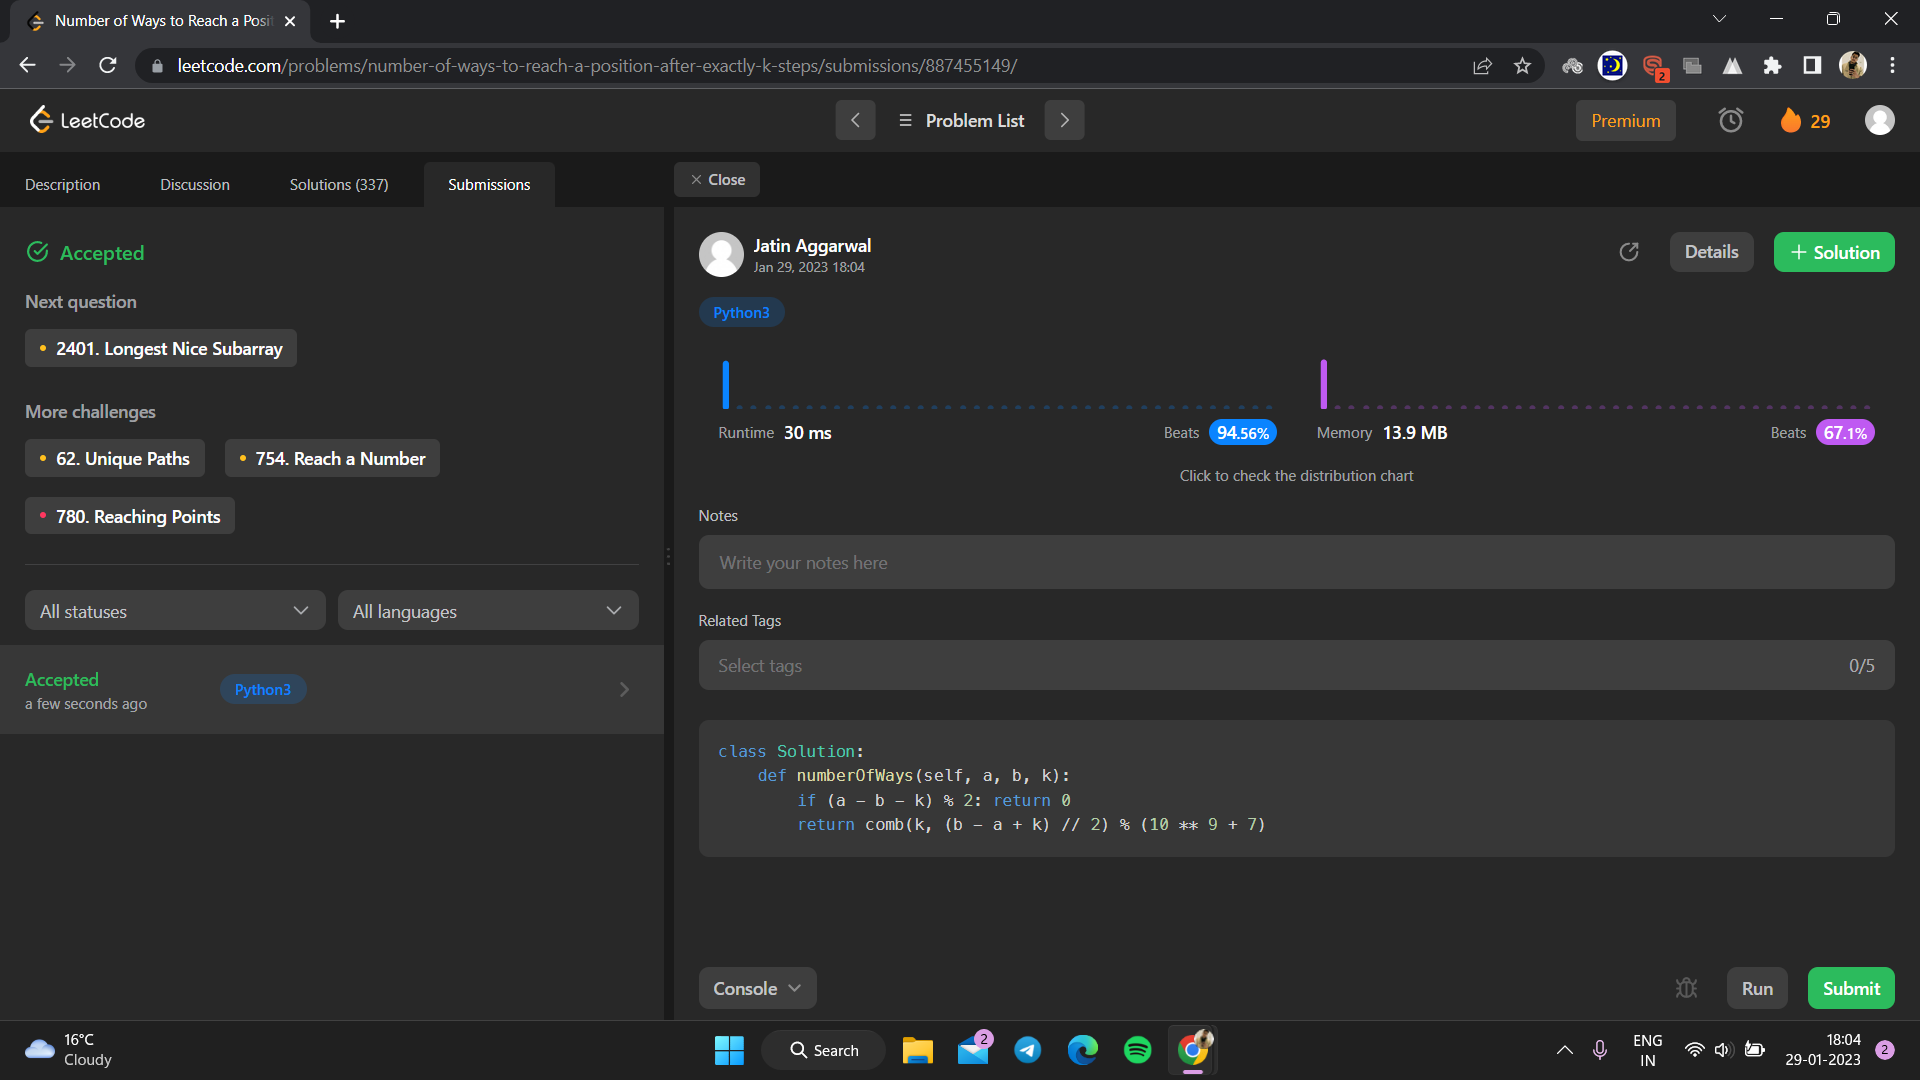 Number of Ways to Reach a Posit
leetcode.com/problems/number-of-ways-to-reach-a-position-after-exactly-k-steps/submissions/887455149/
2
LeetCode
Problem List
Premium
29
Description
Discussion
Solutions (337)
Submissions
Close
Accepted
Next question
2401. Longest Nice Subarray
More challenges
62. Unique Paths
754. Reach a Number
780. Reaching Points
All statuses
All languages
Accepted
a few seconds ago
Python3
Jatin Aggarwal
Jan 29, 2023 18:04
Details
+ Solution
Python3
Runtime 30 ms
Beats 94.56%
Memory 13.9 MB
Beats 67.1%
Click to check the distribution chart
Notes
Write your notes here
Related Tags
Select tags
0/5
class Solution:
    def numberOfWays(self, a, b, k):
        if (a - b - k) % 2: return 0
        return comb(k, (b - a + k) // 2) % (10 ** 9 + 7)
Console
Run
Submit
16°C
Cloudy
Search
2
ENG
IN
18:04
29-01-2023
2